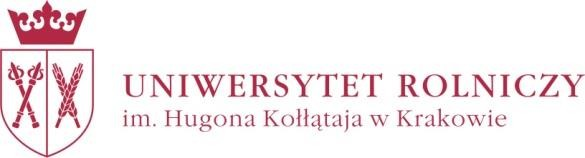 UNIWERSYTET ROLNICZY
im. Hugona Kołłątaja w Krakowie